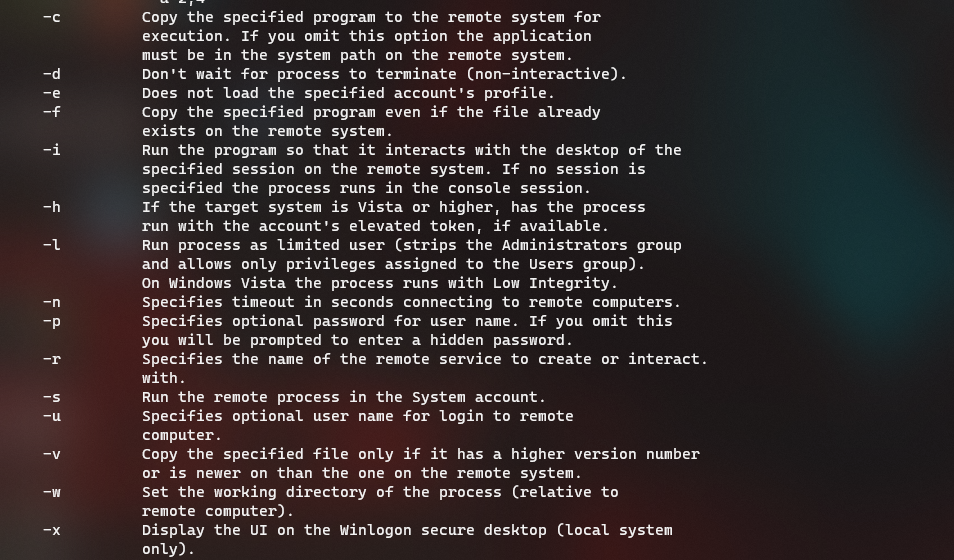 -c Copy the specified program to the remote system for
execution. If you omit this option the application
must be in the system path on the remote system.
-d Don't wait for process to terminate (non-interactive).
-e Does not load the specified account's profile.
-f Copy the specified program even if the file already
exists on the remote system.
-i Run the program so that it interacts with the desktop of the
specified session on the remote system. If no session is
specified the process runs in the console session.
-h If the target system is Vista or higher, has the process
run with the account's elevated token, if available.
-l Run process as limited user (strips the Administrators group
and allows only privileges assigned to the Users group).
On Windows Vista the process runs with Low Integrity.
-n Specifies timeout in seconds connecting to remote computers.
-p Specifies optional password for user name. If you omit this
you will be prompted to enter a hidden password.
-r Specifies the name of the remote service to create or interact.
with.
-s Run the remote process in the System account.
-u Specifies optional user name for login to remote
computer.
-v Copy the specified file only if it has a higher version number
or is newer on than the one on the remote system.
-w Set the working directory of the process (relative to
remote computer).
-x Display the UI on the Winlogon secure desktop (local system
only).